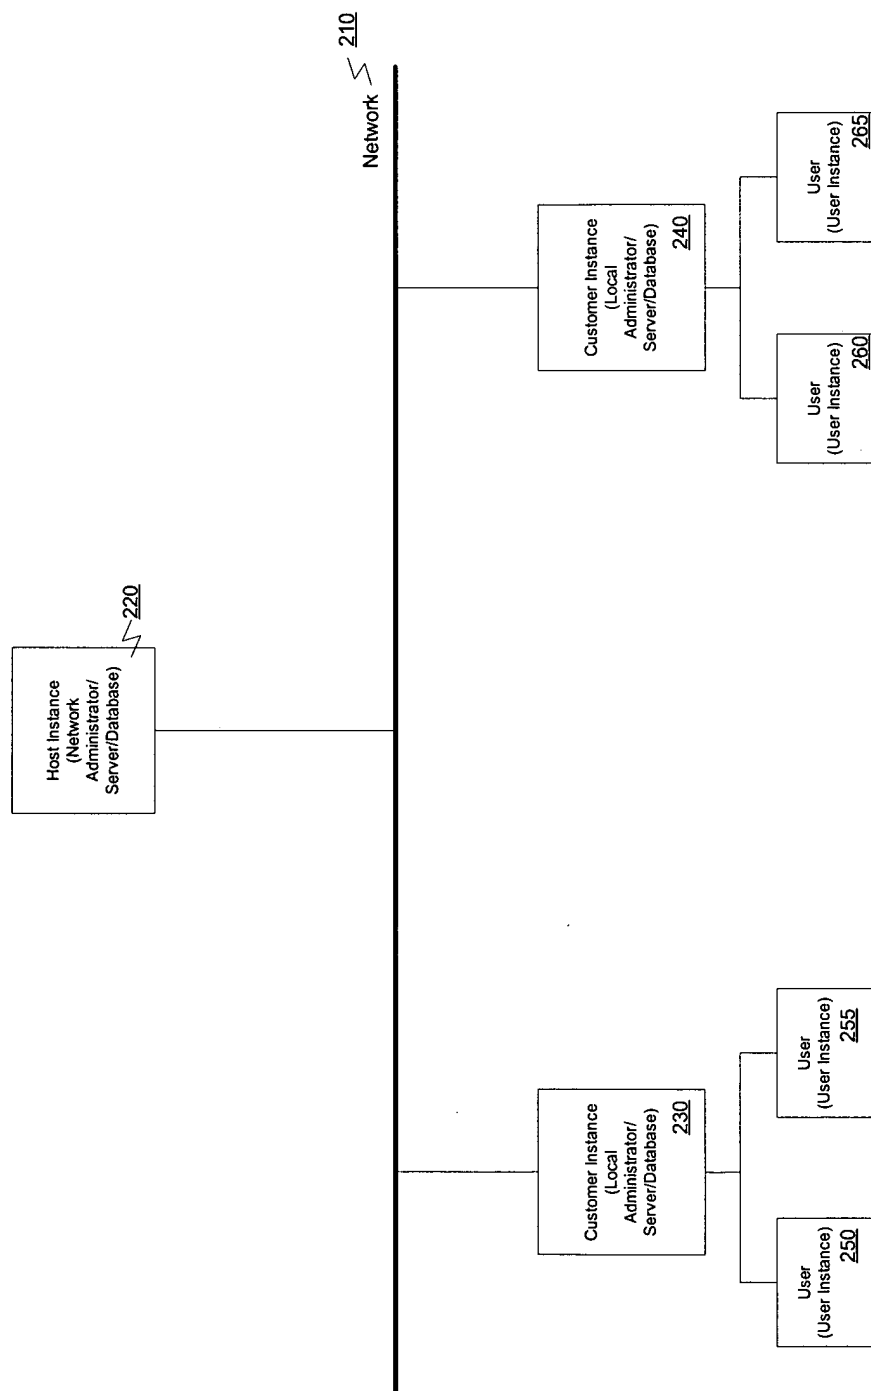 Host Instance
(Network
Administrator/
Server/Database)
220
Network
210
Customer Instance
(Local
Administrator/
Server/Database)
230
Customer Instance
(Local
Administrator/
Server/Database)
240
User
(User Instance)
250
User
(User Instance)
255
User
(User Instance)
260
User
(User Instance)
265